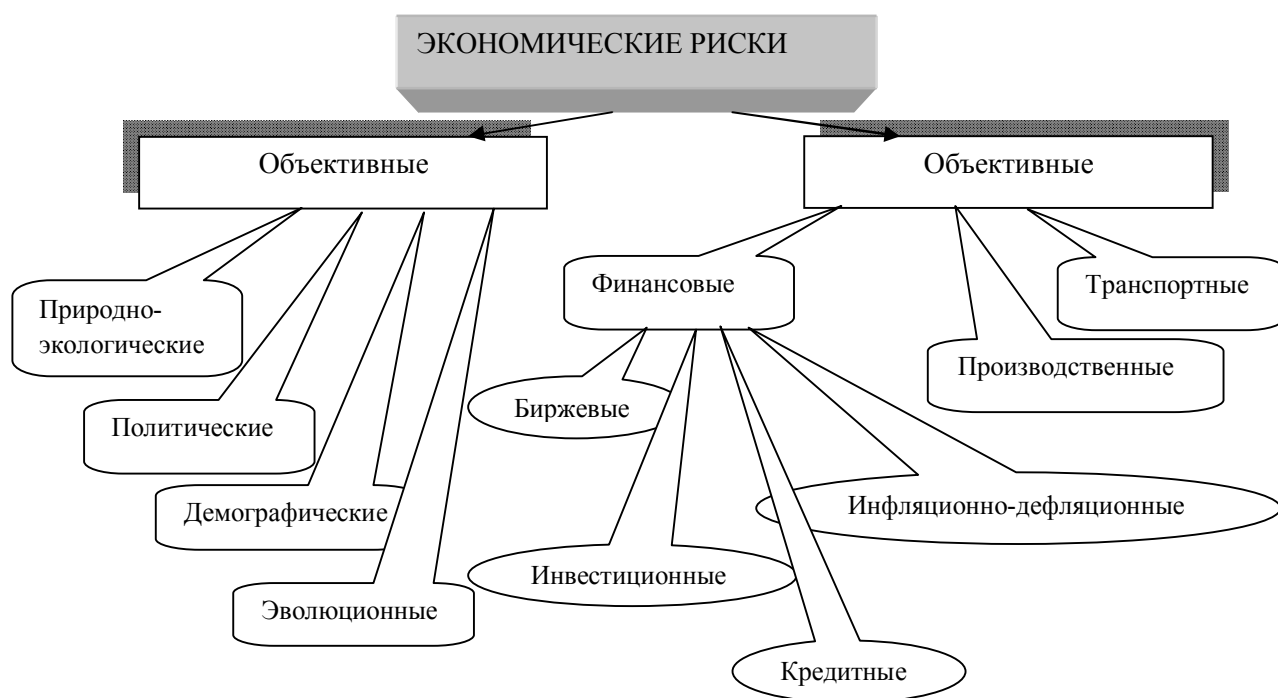 ЭКОНОМИЧЕСКИЕ РИСКИ
Объективные
Объективные
Природно-
экологические
Политические
Демографические
Эволюционные
Финансовые
Транспортные
Производственные
Биржевые
Инфляционно-дефляционные
Инвестиционные
Кредитные